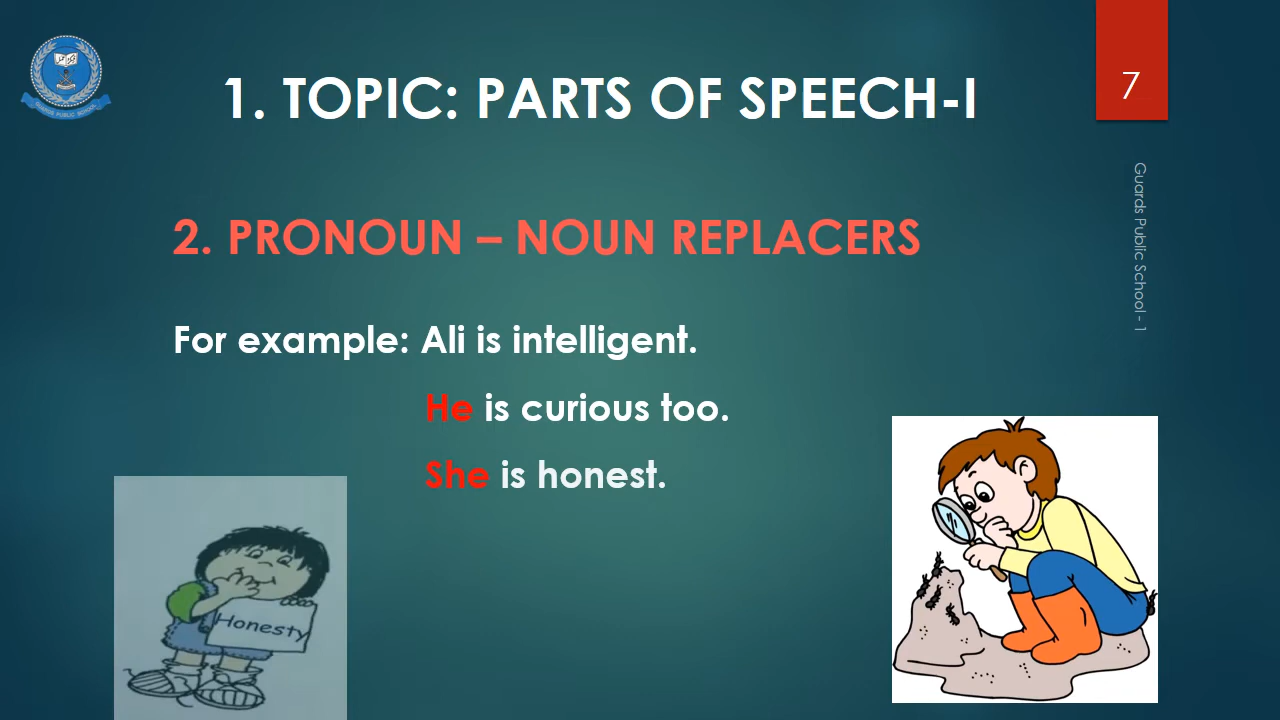 1. TOPIC: PARTS OF SPEECH-I
7
Guards Public School - 1
2. PRONOUN – NOUN REPLACERS
For example: Ali is intelligent.
He is curious too.
She is honest.
Honesty